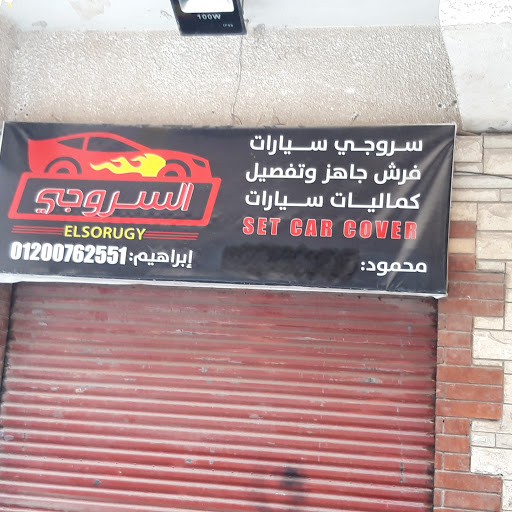 100W
سروجي سيارات
فرش جاهز وتفصيل
كماليات سيارات
SET CAR COVER
محمود:
السروجي
ELSORUGY
إبراهيم: 01200762551